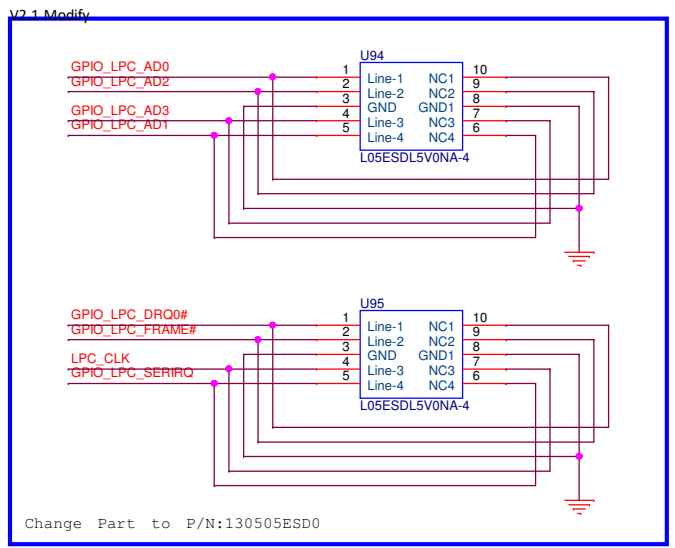 V2.1 Modify
U94
GPIO_LPC_AD0
GPIO_LPC_AD2
GPIO_LPC_AD3
GPIO_LPC_AD1
1 Line-1 NC1 10
2 Line-2 NC2 9
3 GND GND1 8
4 Line-3 NC3 7
5 Line-4 NC4 6
L05ESDL5V0NA-4
U95
GPIO_LPC_DRQ0#
GPIO_LPC_FRAME#
LPC_CLK
GPIO_LPC_SERIRQ
1 Line-1 NC1 10
2 Line-2 NC2 9
3 GND GND1 8
4 Line-3 NC3 7
5 Line-4 NC4 6
L05ESDL5V0NA-4
Change Part to P/N:130505ESD0